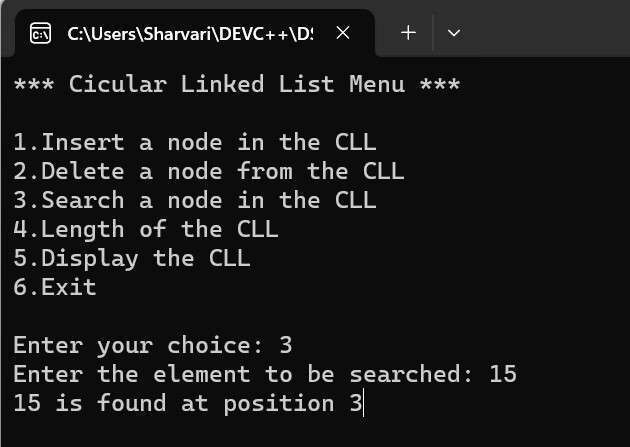 C:\Users\Sharvari\DEVC++\DS
*** Cicular Linked List Menu ***
1.Insert a node in the CLL
2.Delete a node from the CLL
3.Search a node in the CLL
4.Length of the CLL
5.Display the CLL
6.Exit
Enter your choice: 3
Enter the element to be searched: 15
15 is found at position 3